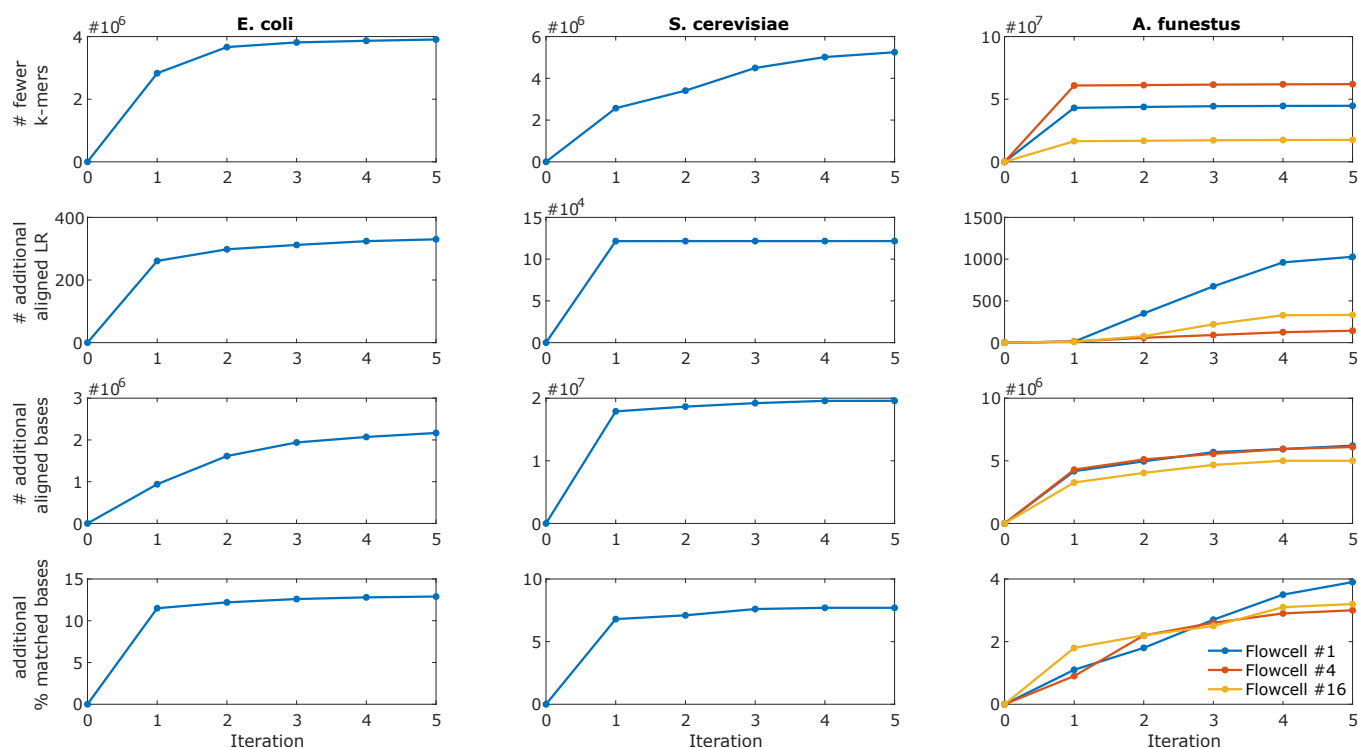 E. coli
S. cerevisiae
A. funestus
# fewer
k-mers
#10^6
4
2
0
0 1 2 3 4 5
#10^6
6
4
2
0
0 1 2 3 4 5
#10^7
10
5
0
0 1 2 3 4 5
# additional
aligned LR
400
200
0
0 1 2 3 4 5
#10^4
15
10
5
0
0 1 2 3 4 5
1500
1000
500
0
0 1 2 3 4 5
# additional
aligned bases
#10^6
3
2
1
0
0 1 2 3 4 5
#10^7
2
1
0
0 1 2 3 4 5
#10^6
10
5
0
0 1 2 3 4 5
additional
% matched bases
15
10
5
0
0 1 2 3 4 5
Iteration
10
5
0
0 1 2 3 4 5
Iteration
4
2
0
Flowcell #1
Flowcell #4
Flowcell #16
0 1 2 3 4 5
Iteration